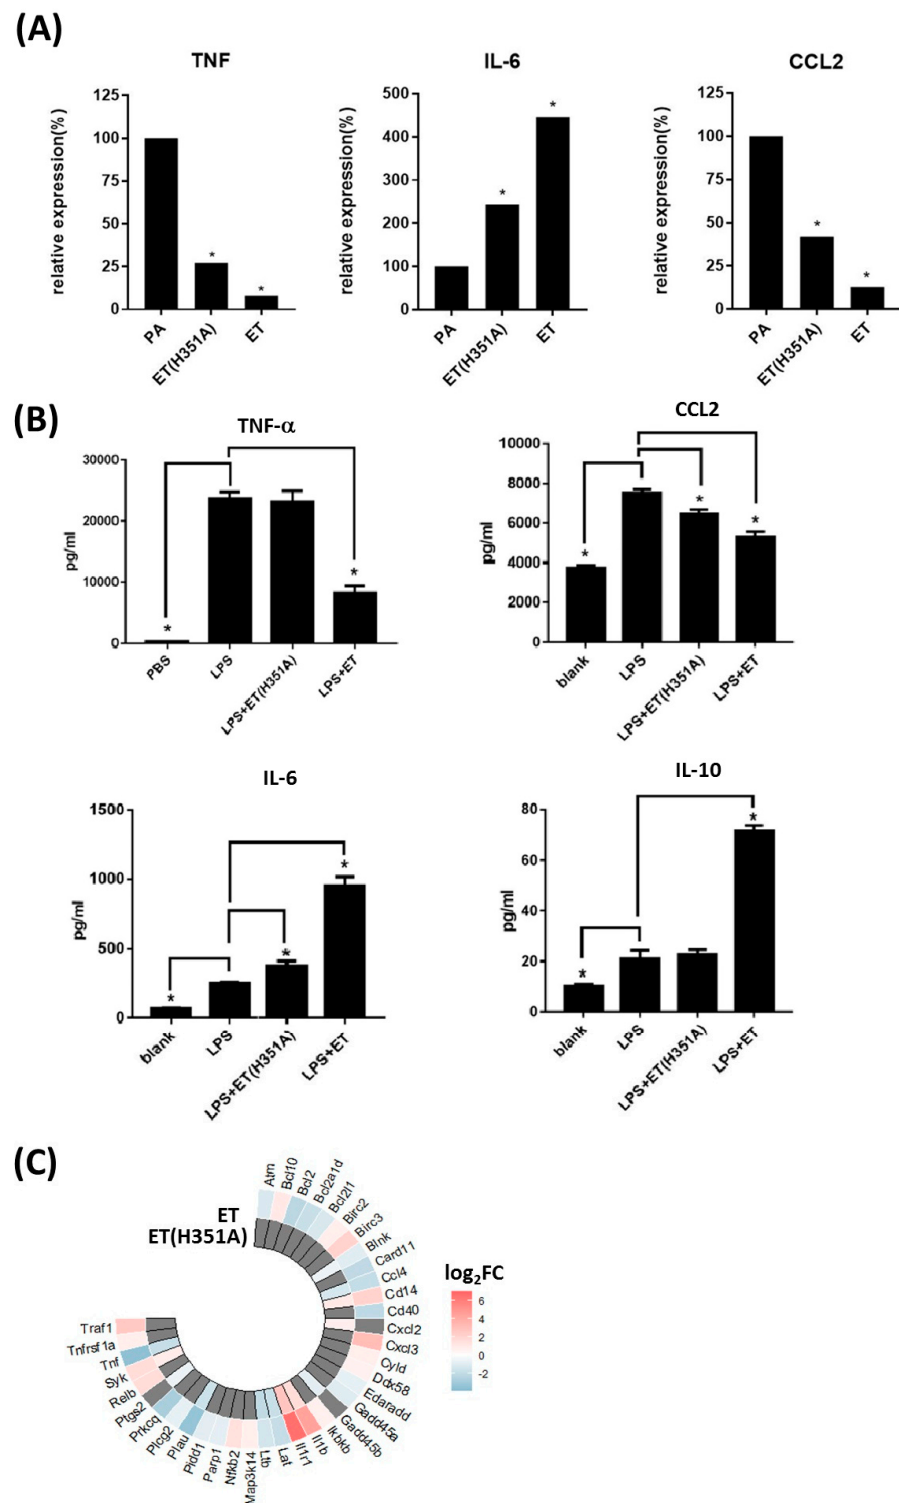 (A)
TNF
IL-6
CCL2
relative expression(%)
125
100
75
50
25
0
PA
ET(H351A)
ET
*
*
relative expression(%)
500
400
300
200
100
0
PA
ET(H351A)
ET
*
*
relative expression(%)
125
100
75
50
25
0
PA
ET(H351A)
ET
*
*
(B)
TNF-α
pg/ml
30000
20000
10000
0
PBS
LPS
LPS+ET(H351A)
LPS+ET
*
*
CCL2
pg/ml
10000
8000
6000
4000
2000
0
blank
LPS
LPS+ET(H351A)
LPS+ET
*
*
*
IL-6
pg/ml
1500
1000
500
0
blank
LPS
LPS+ET(H351A)
LPS+ET
*
*
*
IL-10
pg/ml
80
60
40
20
0
blank
LPS
LPS+ET(H351A)
LPS+ET
*
*
(C)
ET
ET(H351A)
Atm
Bcl10
Bcl2
Bcl2a1d
Bcl2l1
Birc2
Birc3
Blnk
Card11
Ccl4
Cd14
Cd40
Cxcl2
Cxcl3
Cyld
Ddx58
Edaradd
Gadd45a
Gadd45b
Ikbkb
Il1b
Il1r1
Lat
Ltb
Map3k14
Nfkb2
Parp1
Pidd1
Plau
Plcg2
Prkcq
Ptgs2
Relb
Syk
Tnf
Tnfrsf1a
Traf1
log₂FC
6
4
2
0
-2